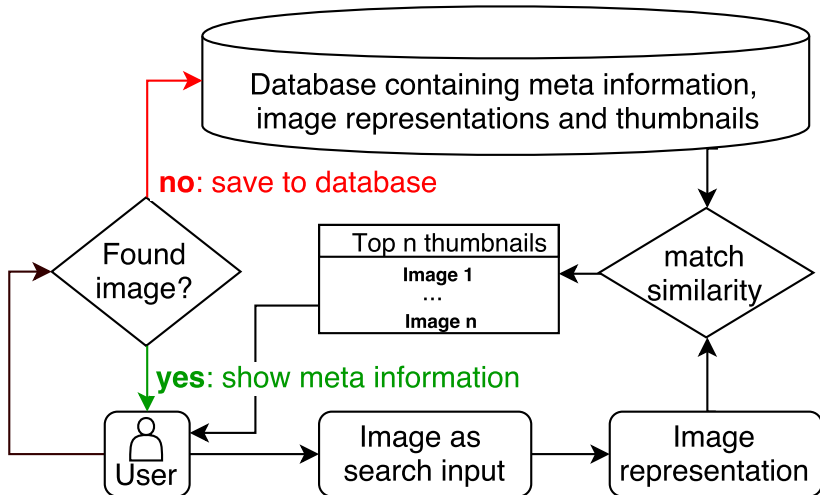 Database containing meta information,
image representations and thumbnails
no: save to database
Found
image?
Top n thumbnails
Image 1
...
Image n
match
similarity
yes: show meta information
User
Image as
search input
Image
representation